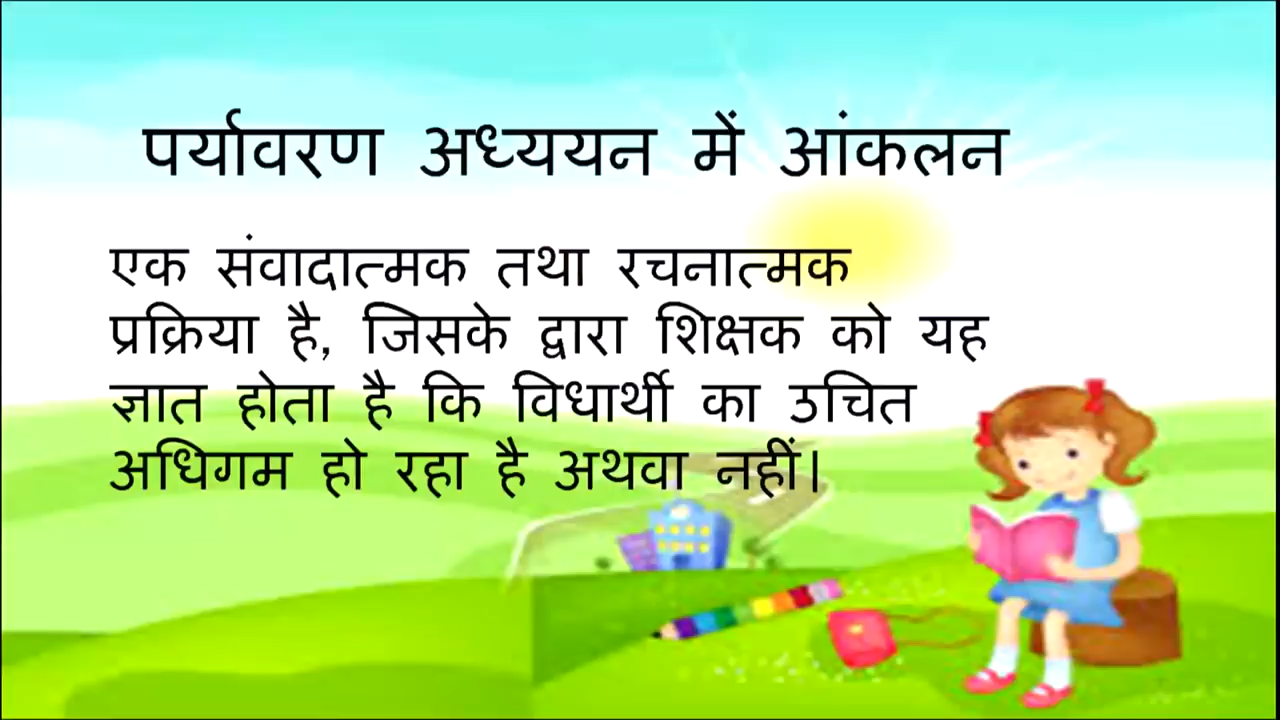 पर्यावरण अध्ययन में आंकलन
एक संवादात्मक तथा रचनात्मक
प्रक्रिया है, जिसके द्वारा शिक्षक को यह
ज्ञात होता है कि विधार्थी का उचित
अधिगम हो रहा है अथवा नहीं।